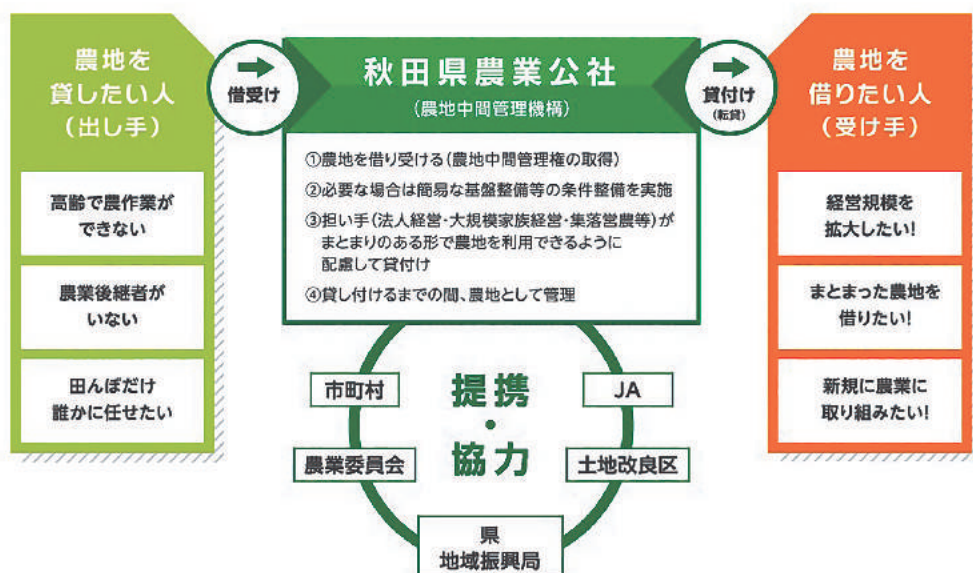 農地を
貸したい人
（出し手）
高齢で農作業が
できない
農業後継者が
いない
田んぼだけ
誰かに任せたい
借受け
秋田県農業公社
（農地中間管理機構）
①農地を借り受ける（農地中間管理権の取得）
②必要な場合は簡易な基盤整備等の条件整備を実施
③担い手（法人経営・大規模家族経営・集落営農等）が
まとまりのある形で農地を利用できるように
配慮して貸付け
④貸し付けるまでの間、農地として管理
貸付け
（転貸）
農地を
借りたい人
（受け手）
経営規模を
拡大したい!
まとまった農地を
借りたい!
新規に農業に
取り組みたい!
提携
・
協力
市町村
JA
農業委員会
土地改良区
県
地域振興局